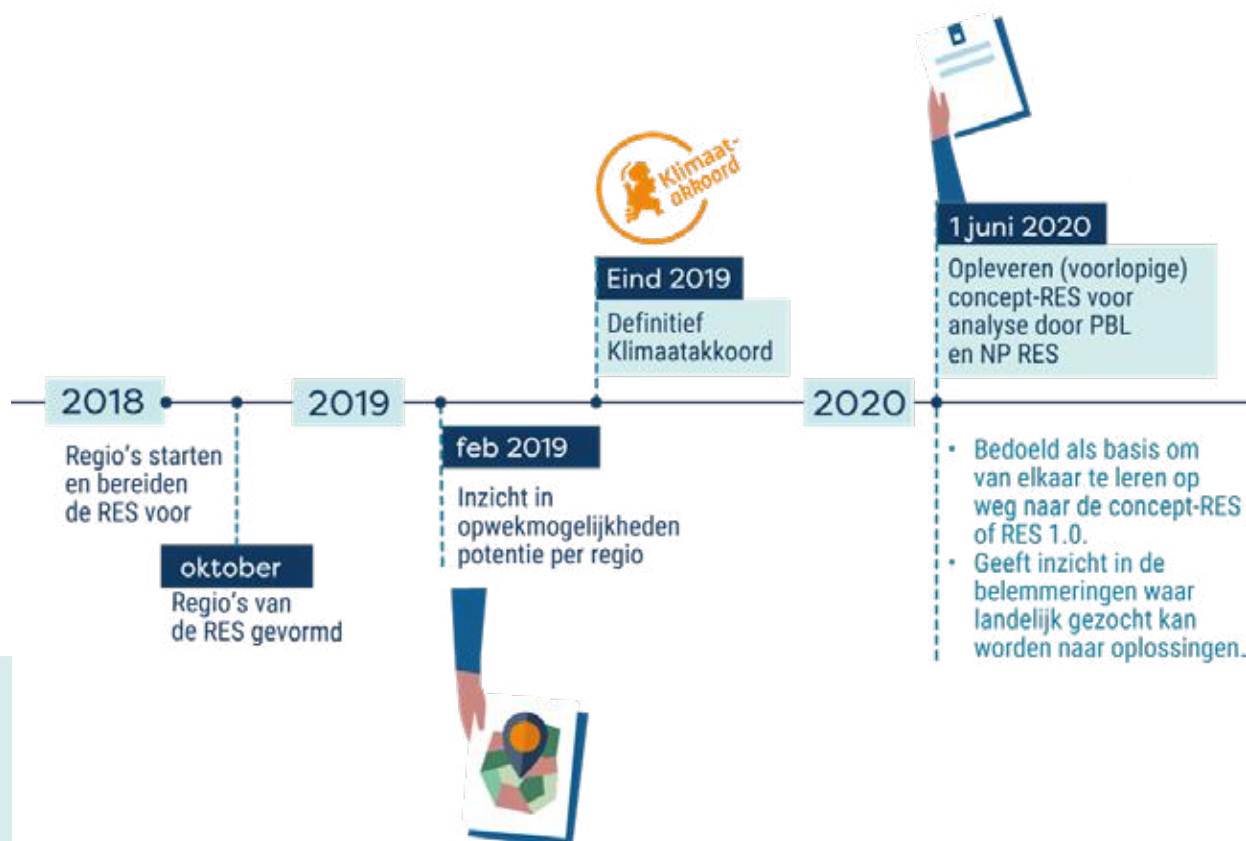 2018
Regio's starten
en bereiden
de RES voor
oktober
Regio's van
de RES gevormd
2019
feb 2019
Inzicht in
opwekmogelijkheden
potentie per regio
Klimaat-
akkoord
Eind 2019
Definitief
Klimaatakkoord
2020
1 juni 2020
Opleveren (voorlopige)
concept-RES voor
analyse door PBL
en NP RES
• Bedoeld als basis om
van elkaar te leren op
weg naar de concept-RES
of RES 1.0.
• Geeft inzicht in de
belemmeringen waar
landelijk gezocht kan
worden naar oplossingen.